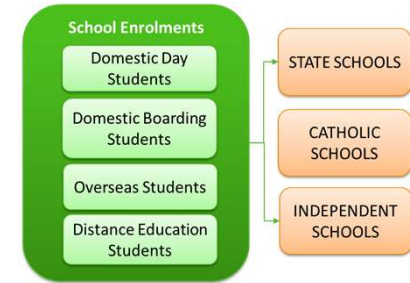 School Enrolments
Domestic Day
Students
Domestic Boarding
Students
Overseas Students
Distance Education
Students
STATE SCHOOLS
CATHOLIC
SCHOOLS
INDEPENDENT
SCHOOLS